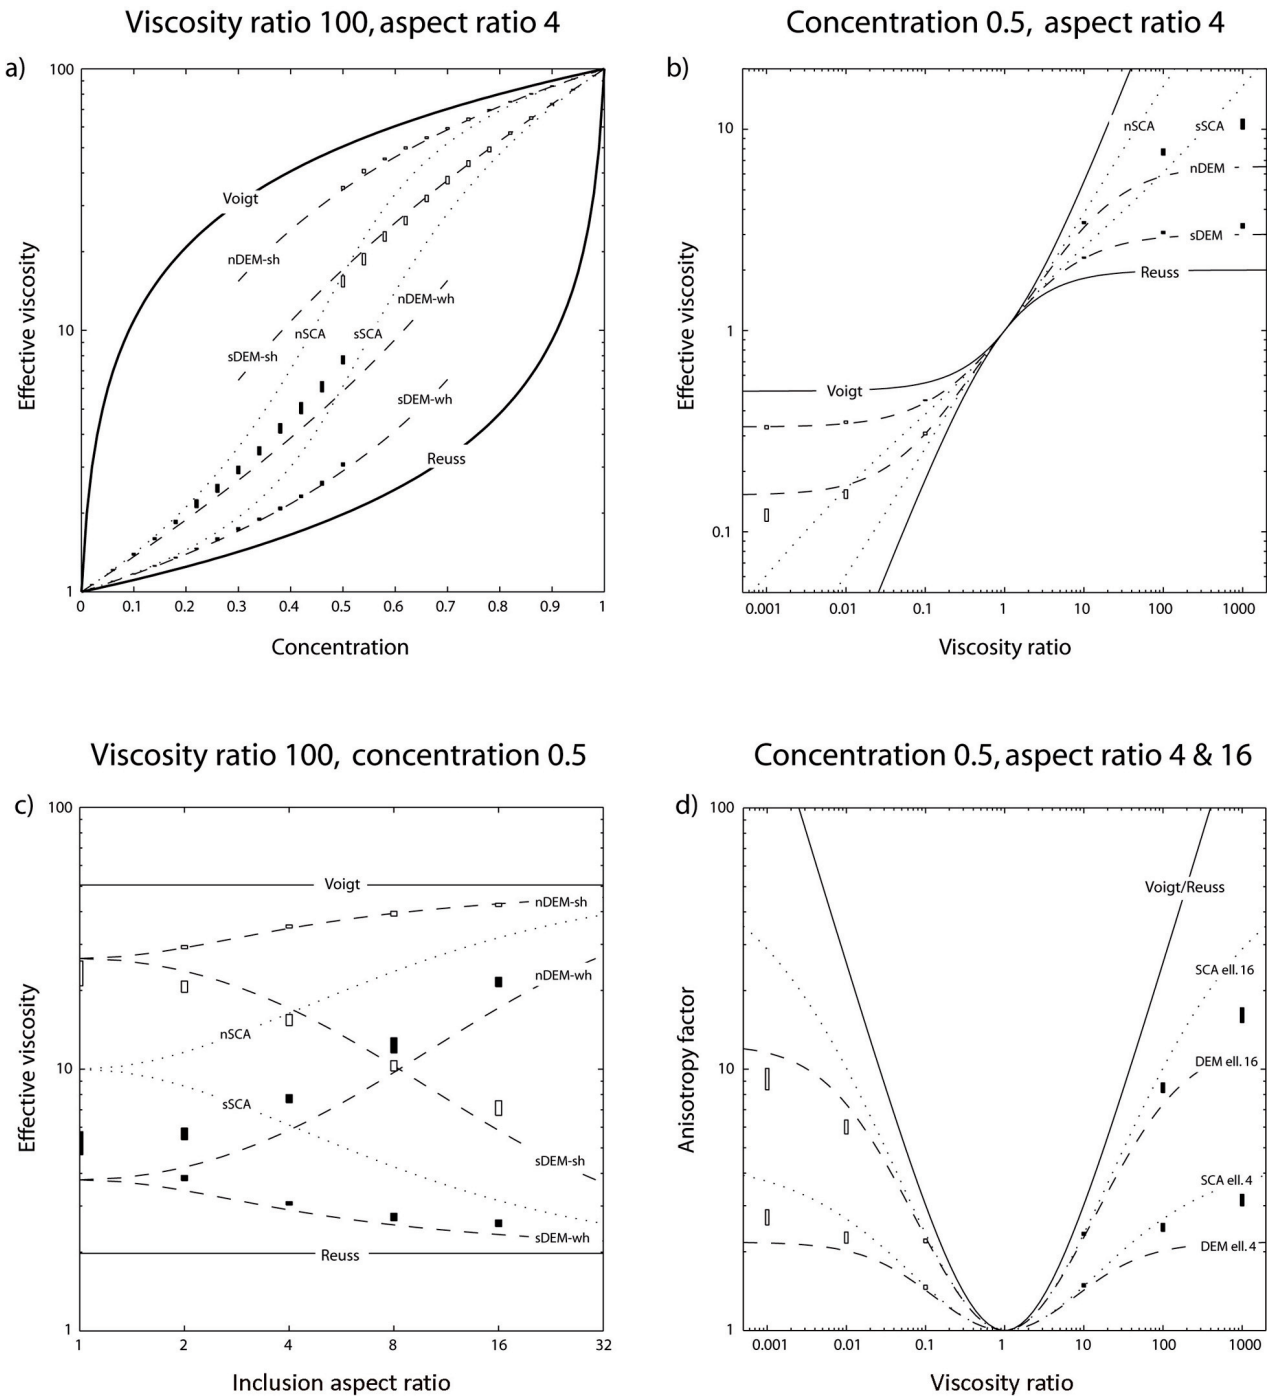 Viscosity ratio 100, aspect ratio 4
a)
Effective viscosity
100
10
1
Voigt
nDEM-sh
nDEM-wh
nSCA
sSCA
sDEM-sh
sDEM-wh
Reuss
0 0.1 0.2 0.3 0.4 0.5 0.6 0.7 0.8 0.9 1
Concentration
Concentration 0.5, aspect ratio 4
b)
Effective viscosity
10
1
0.1
nSCA
sSCA
nDEM
sDEM
Reuss
Voigt
0.001 0.01 0.1 1 10 100 1000
Viscosity ratio
Viscosity ratio 100, concentration 0.5
c)
Effective viscosity
100
10
1
Voigt
nDEM-sh
nDEM-wh
nSCA
sSCA
sDEM-sh
sDEM-wh
Reuss
1 2 4 8 16 32
Inclusion aspect ratio
Concentration 0.5, aspect ratio 4 & 16
d)
Anisotropy factor
100
10
1
Voigt/Reuss
SCA ell. 16
DEM ell. 16
SCA ell. 4
DEM ell. 4
0.001 0.01 0.1 1 10 100 1000
Viscosity ratio